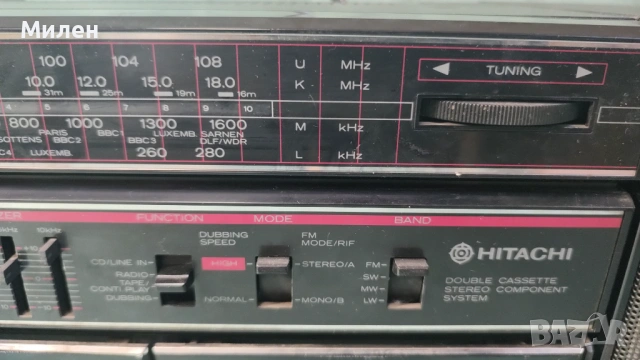 Милен
100 104 108 U MHz
10.0 12.0 15.0 18.0 K MHz
31m 25m 19m 16m
4 5 6 7 8 9 10
800 1000 1300 1600 M kHz
PARIS BBC1 LUXEMB. SARNEN
SOTTENS BBC2 BBC3 DLF/WDR
LUXEMB. 260 280 L kHz
TUNING
FUNCTION MODE BAND
DUBBING SPEED
FM MODE/RIF
CD/LINE IN
RADIO
TAPE/
CONTI.PLAY
DUBBING
HIGH
NORMAL
STEREO/A
MONO/B
FM
SW
MW
LW
HITACHI
DOUBLE CASSETTE
STEREO COMPONENT
SYSTEM
BAZAR
bg